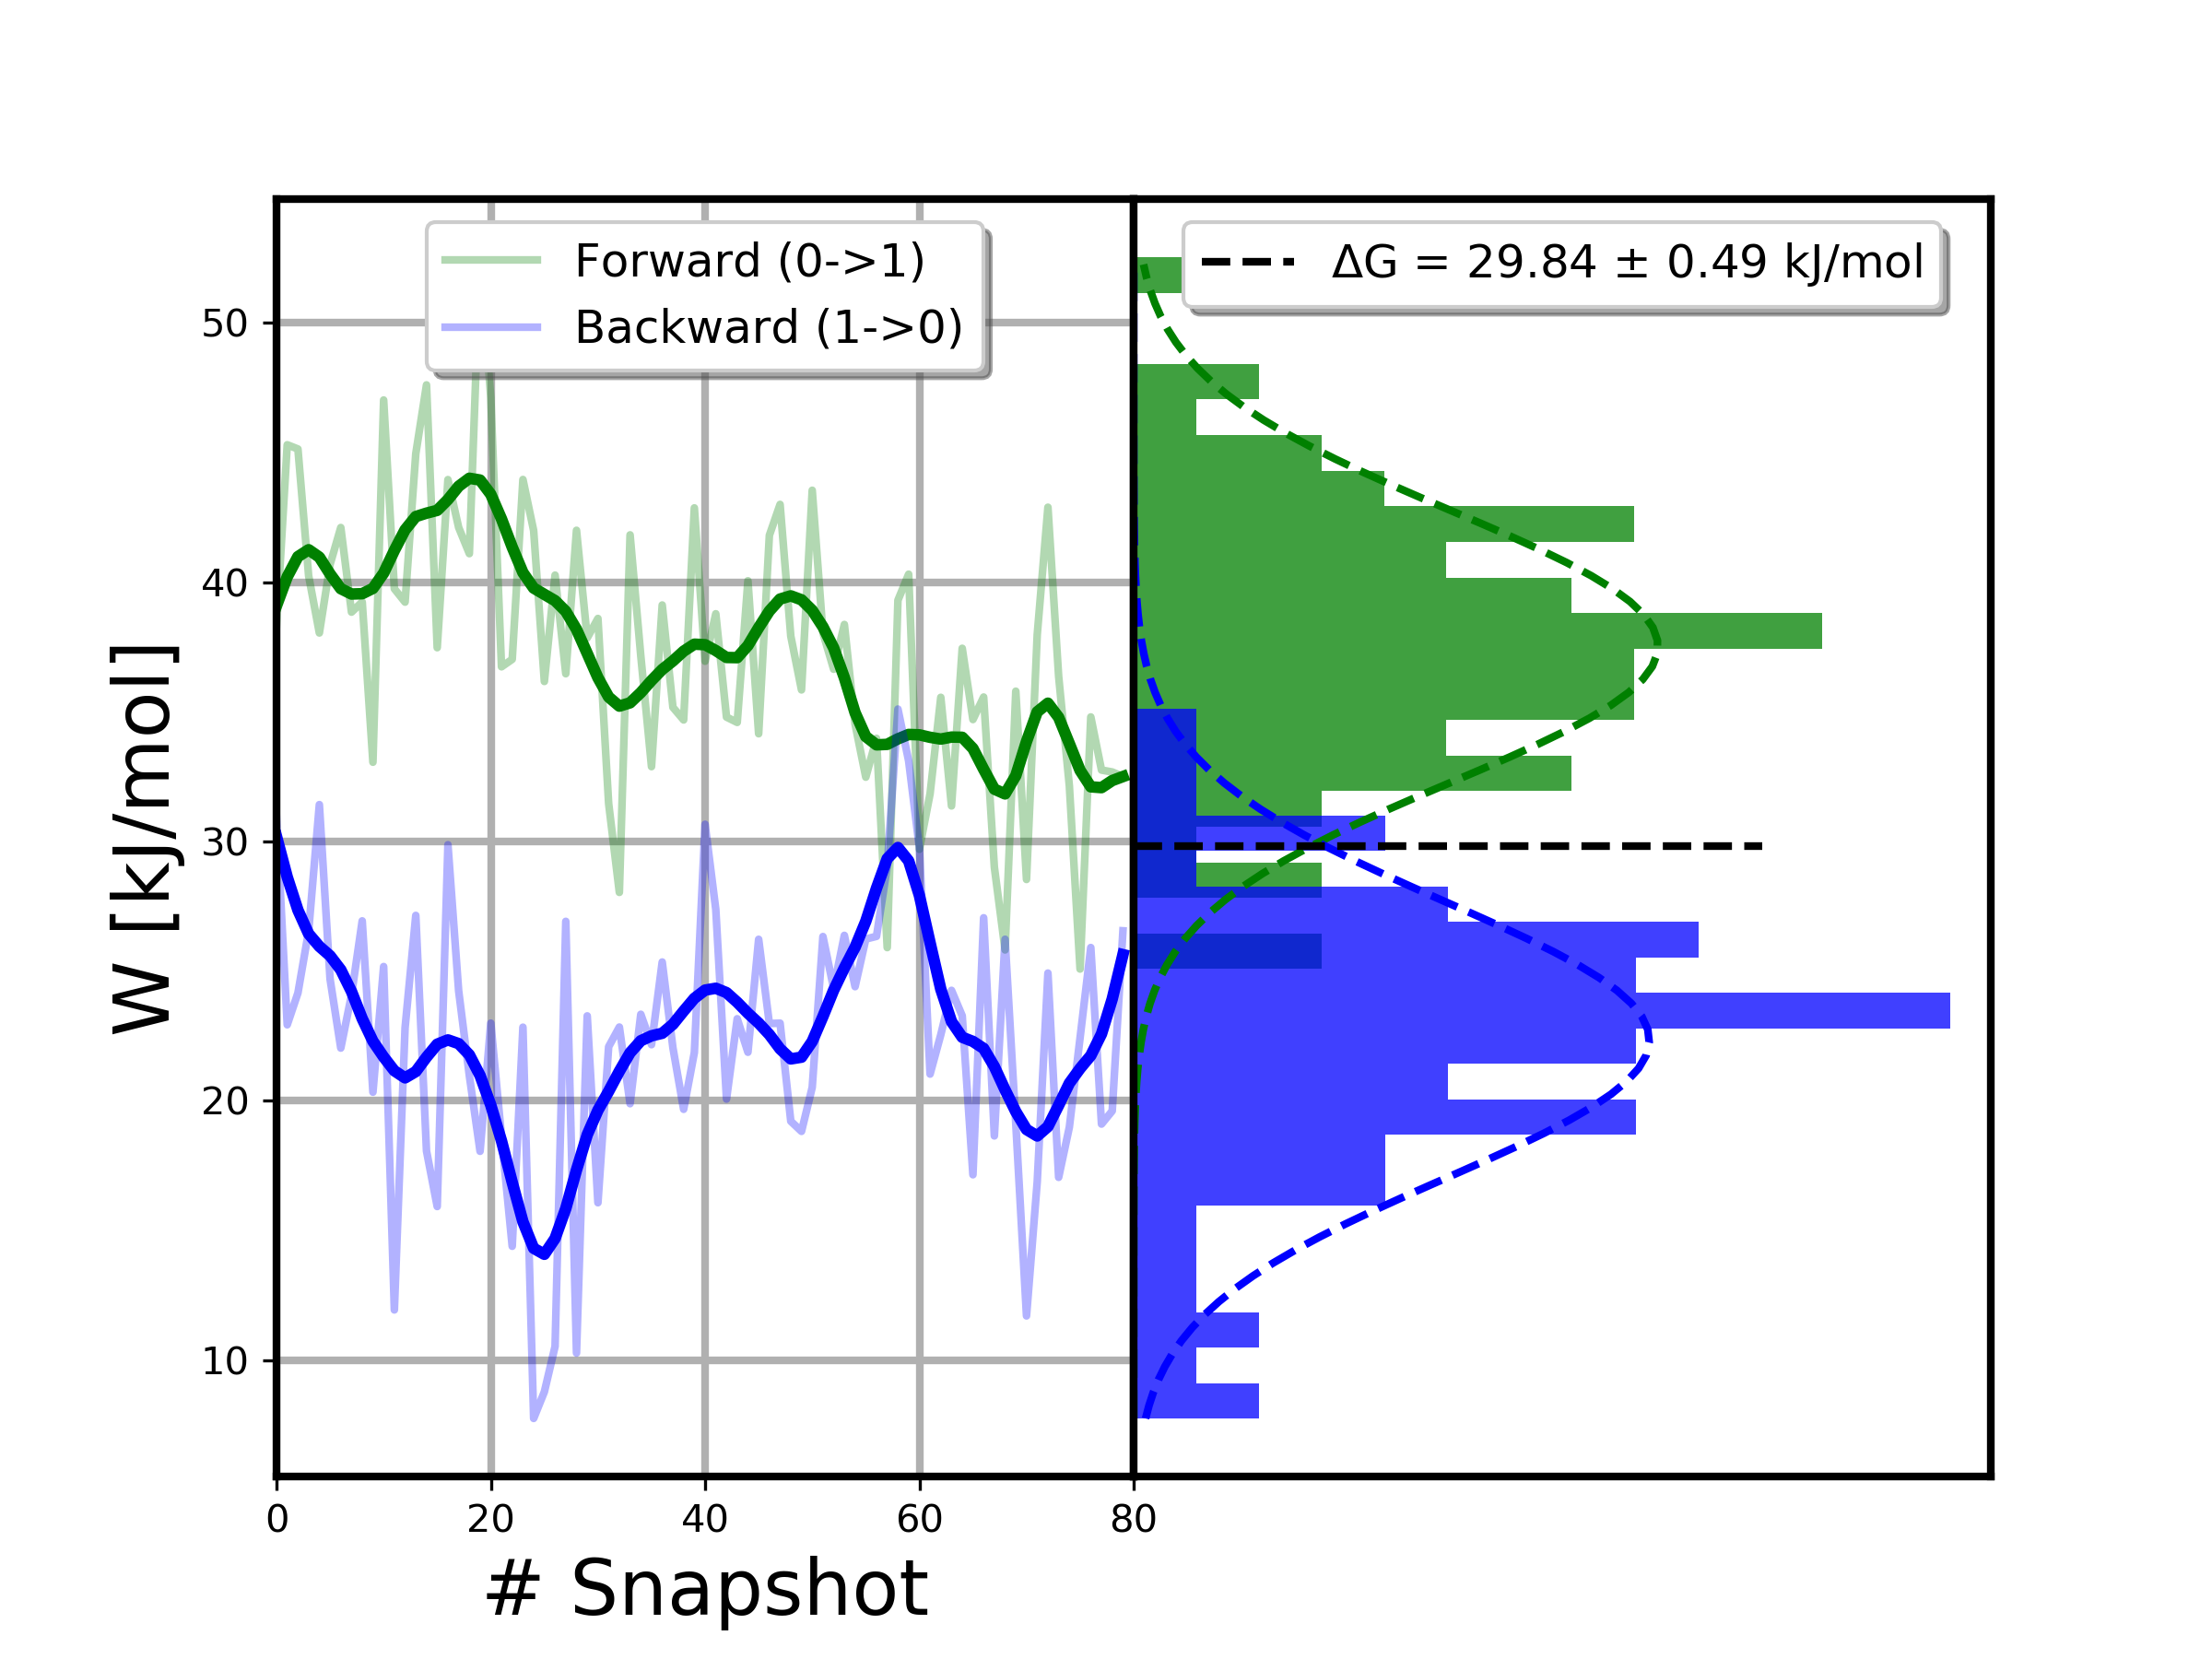 Forward (0->1)
Backward (1->0)
ΔG = 29.84 ± 0.49 kJ/mol
W [kJ/mol]
50
40
30
20
10
0
20
40
60
80
# Snapshot